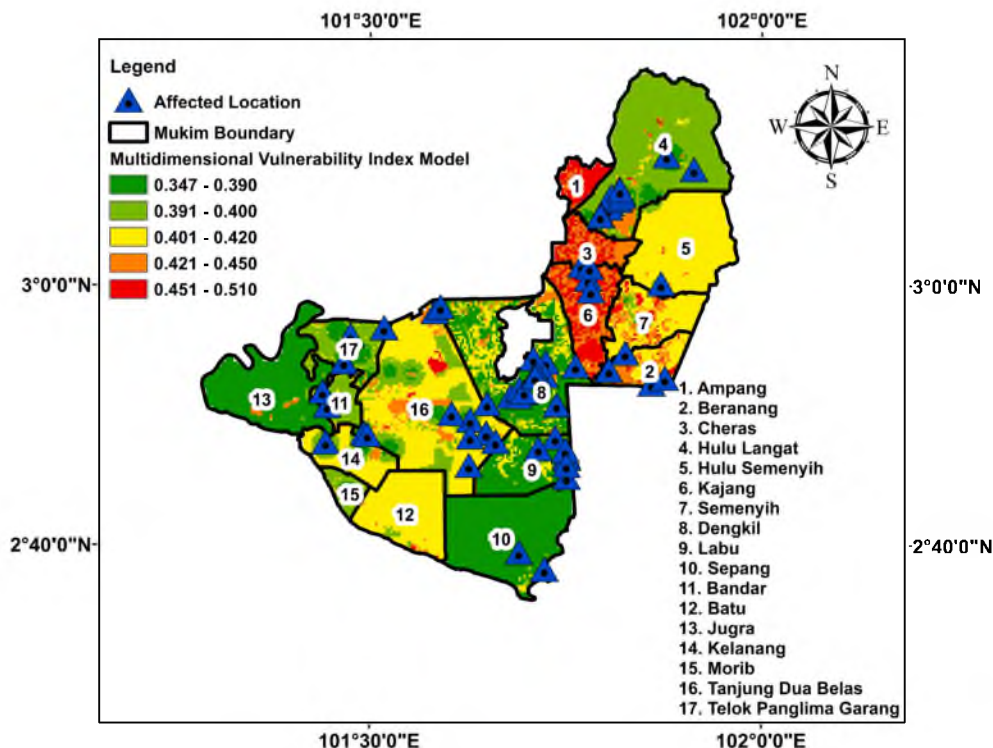 101°30'0"E 102°0'0"E
Legend
Affected Location
Mukim Boundary
Multidimensional Vulnerability Index Model
0.347 - 0.390
0.391 - 0.400
0.401 - 0.420
0.421 - 0.450
0.451 - 0.510
N
W E
S
4
1
3
5
3°0'0"N 3°0'0"N
6
7
17
2
13
11
16
8
14
9
15
12
10
1. Ampang
2. Beranang
3. Cheras
4. Hulu Langat
5. Hulu Semenyih
6. Kajang
7. Semenyih
8. Dengkil
9. Labu
10. Sepang
11. Bandar
12. Batu
13. Jugra
14. Kelanang
15. Morib
16. Tanjung Dua Belas
17. Telok Panglima Garang
2°40'0"N 2°40'0"N
101°30'0"E 102°0'0"E